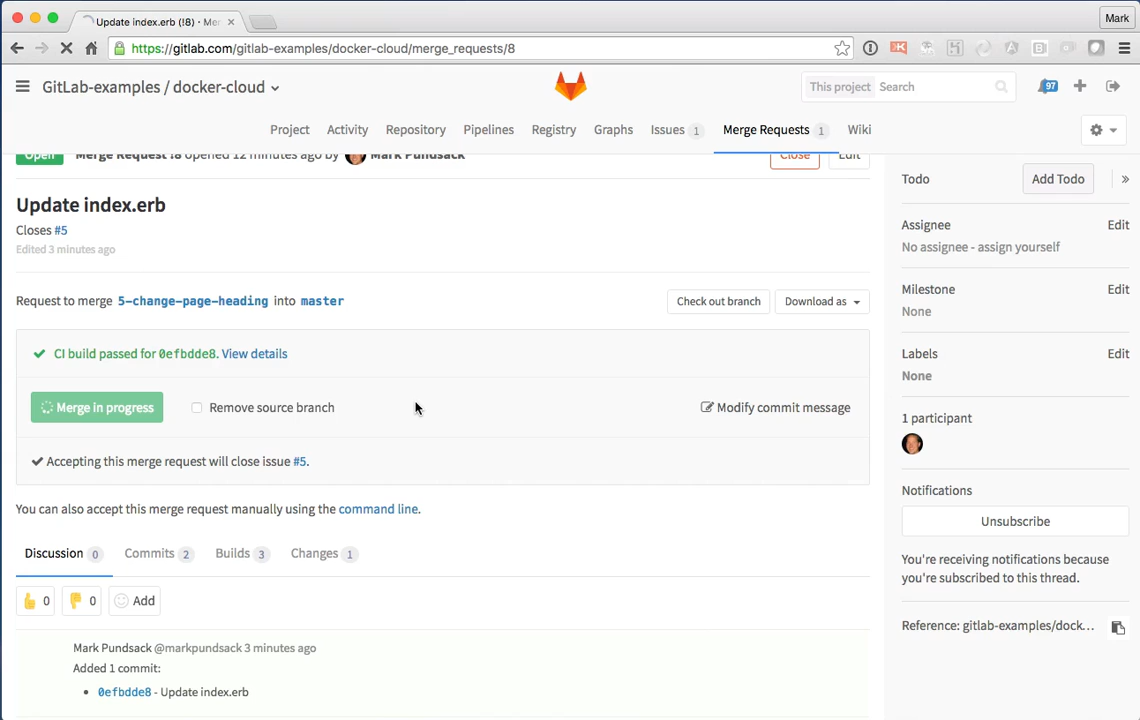 Update index.erb (!8) · Me
Mark
https://gitlab.com/gitlab-examples/docker-cloud/merge_requests/8
GitLab-examples / docker-cloud
This project
Search
97
Project
Activity
Repository
Pipelines
Registry
Graphs
Issues 1
Merge Requests 1
Wiki
Open
Merge Request !8 opened 12 minutes ago by Mark Pundsack
Close
Edit
Update index.erb
Closes #5
Edited 3 minutes ago
Request to merge 5-change-page-heading into master
Check out branch
Download as
CI build passed for 0efbdde8. View details
Merge in progress
Remove source branch
Modify commit message
Accepting this merge request will close issue #5.
You can also accept this merge request manually using the command line.
Discussion 0
Commits 2
Builds 3
Changes 1
0
0
Add
Mark Pundsack @markpundsack 3 minutes ago
Added 1 commit:
0efbdde8 - Update index.erb
Todo
Add Todo
»
Assignee
Edit
No assignee - assign yourself
Milestone
Edit
None
Labels
Edit
None
1 participant
Notifications
Unsubscribe
You're receiving notifications because
you're subscribed to this thread.
Reference: gitlab-examples/dock...